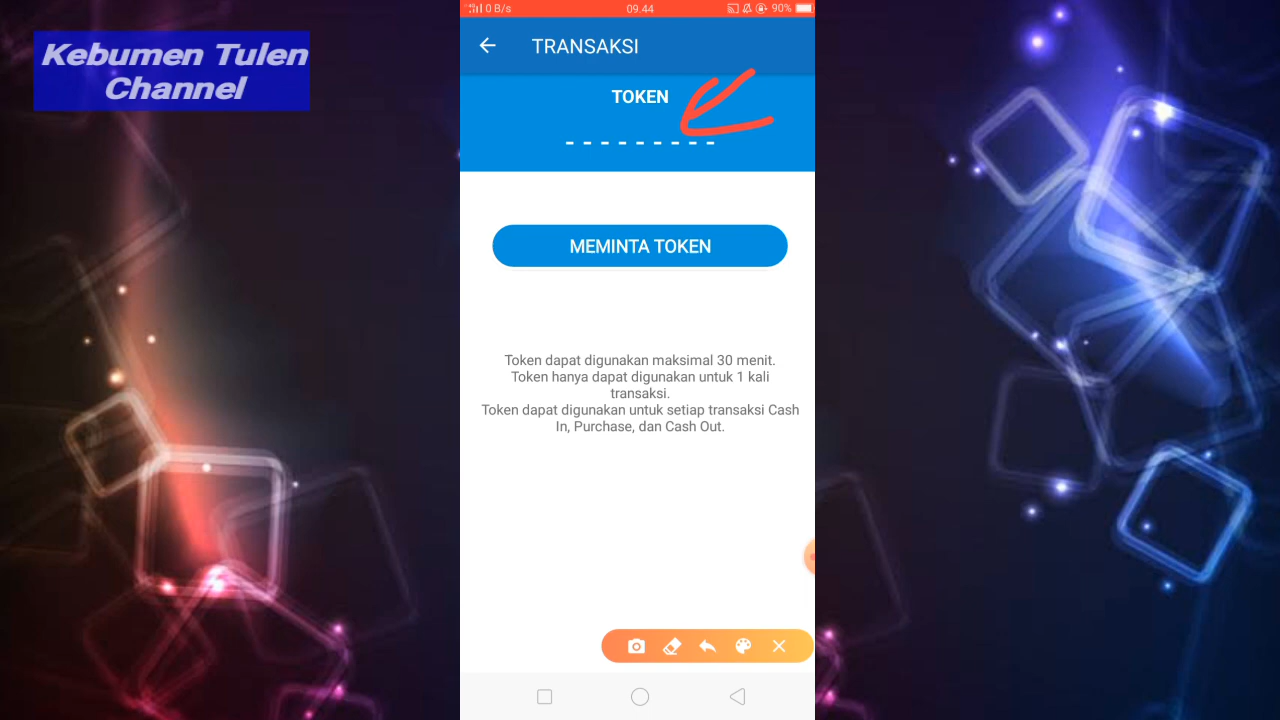 Kebumen Tulen
Channel
0 B/s
09.44
90%
TRANSAKSI
TOKEN
- - - - - - - - -
MEMINTA TOKEN
Token dapat digunakan maksimal 30 menit.
Token hanya dapat digunakan untuk 1 kali
transaksi.
Token dapat digunakan untuk setiap transaksi Cash
In, Purchase, dan Cash Out.